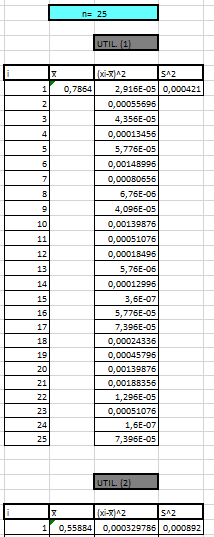 n= 25
UTIL. (1)
i x̅ (xi-x̅)^2 S^2
1 0,7864 2,916E-05 0,000421
2 0,00055696
3 4,356E-05
4 0,00013456
5 5,776E-05
6 0,00148996
7 0,00080656
8 6,76E-06
9 4,096E-05
10 0,00139876
11 0,00051076
12 0,00018496
13 5,76E-06
14 0,00012996
15 3,6E-07
16 5,776E-05
17 7,396E-05
18 0,00024336
19 0,00045796
20 0,00139876
21 0,00188356
22 1,296E-05
23 0,00051076
24 1,6E-07
25 7,396E-05
UTIL. (2)
i x̅ (xi-x̅)^2 S^2
1 0,55884 0,000329786 0,000892